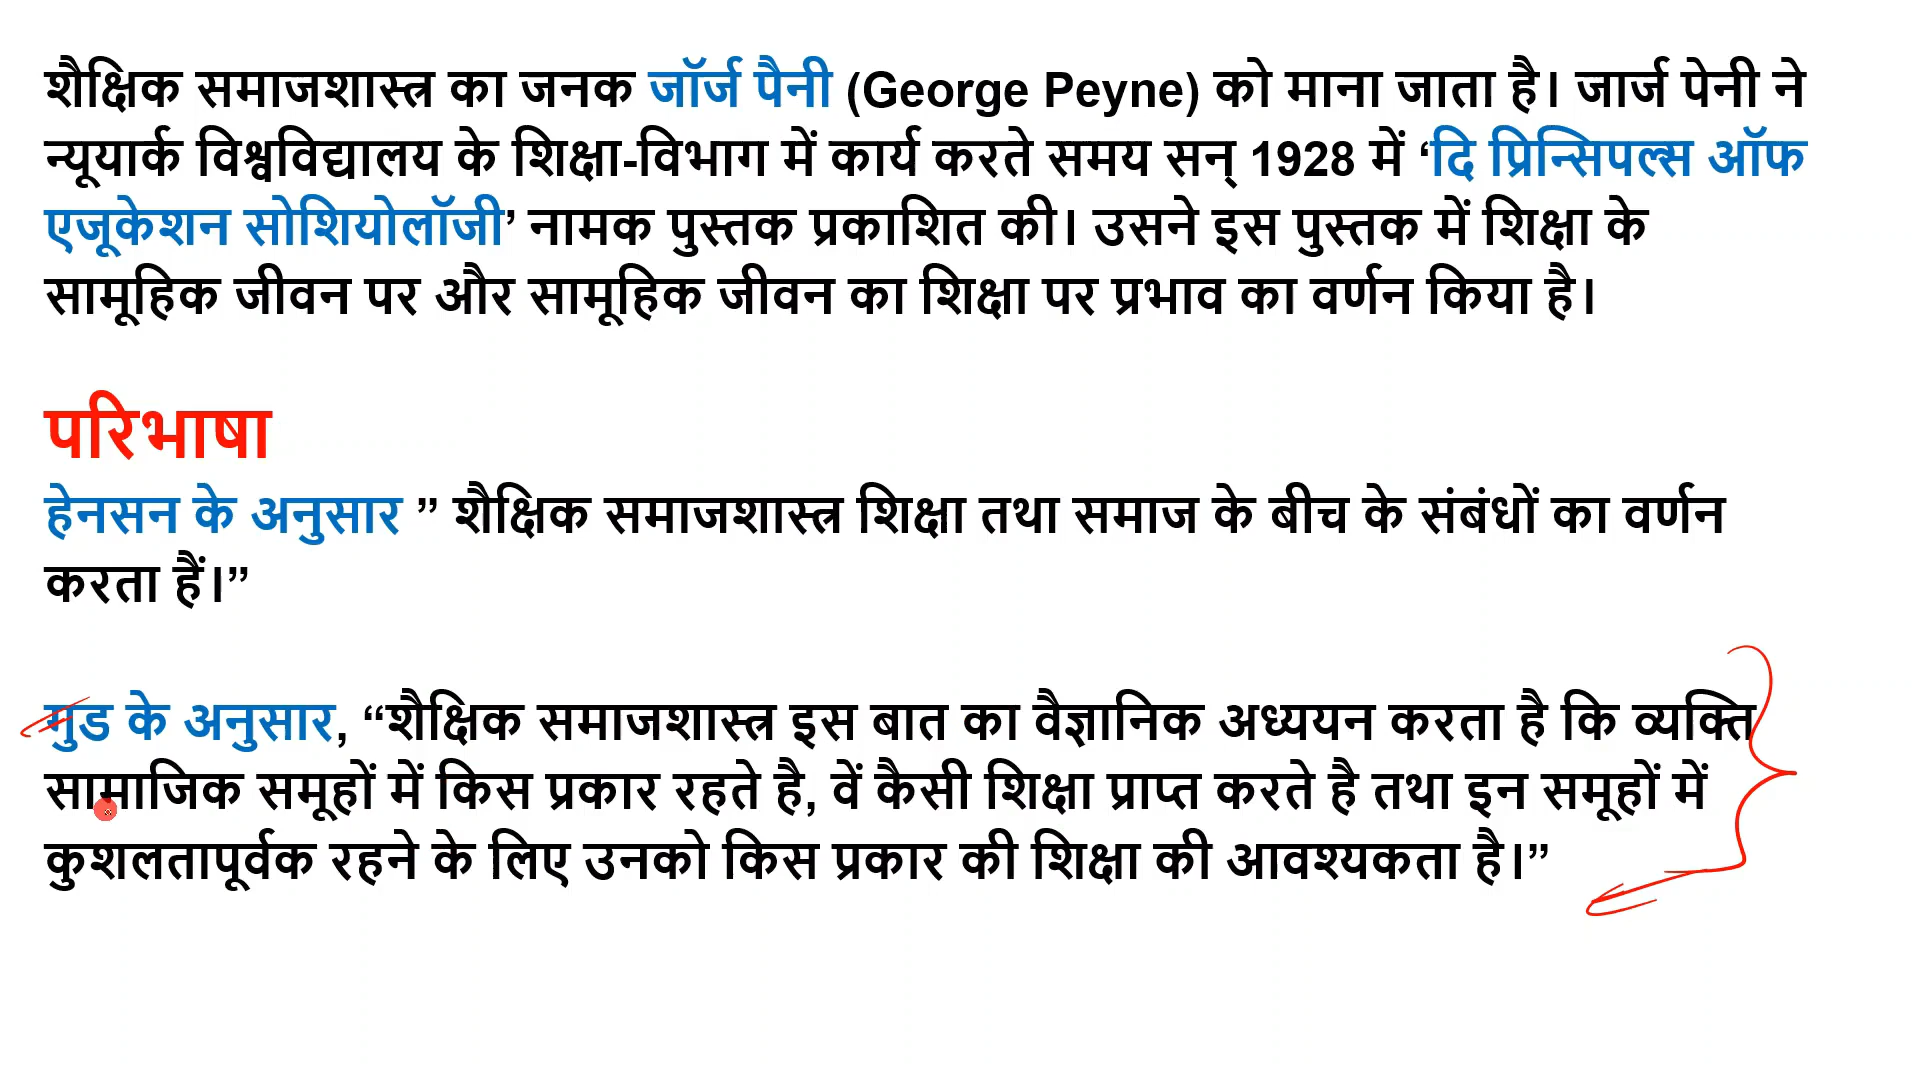 शैक्षिक समाजशास्त्र का जनक जॉर्ज पैनी (George Peyne) को माना जाता है। जार्ज पेनी ने
न्यूयार्क विश्वविद्यालय के शिक्षा-विभाग में कार्य करते समय सन् 1928 में ‘दि प्रिन्सिपल्स ऑफ
एजूकेशन सोशियोलॉजी’ नामक पुस्तक प्रकाशित की। उसने इस पुस्तक में शिक्षा के
सामूहिक जीवन पर और सामूहिक जीवन का शिक्षा पर प्रभाव का वर्णन किया है।
परिभाषा
हेनसन के अनुसार ” शैक्षिक समाजशास्त्र शिक्षा तथा समाज के बीच के संबंधों का वर्णन
करता हैं।”
गुड के अनुसार, “शैक्षिक समाजशास्त्र इस बात का वैज्ञानिक अध्ययन करता है कि व्यक्ति
सामाजिक समूहों में किस प्रकार रहते है, वें कैसी शिक्षा प्राप्त करते है तथा इन समूहों में
कुशलतापूर्वक रहने के लिए उनको किस प्रकार की शिक्षा की आवश्यकता है।”